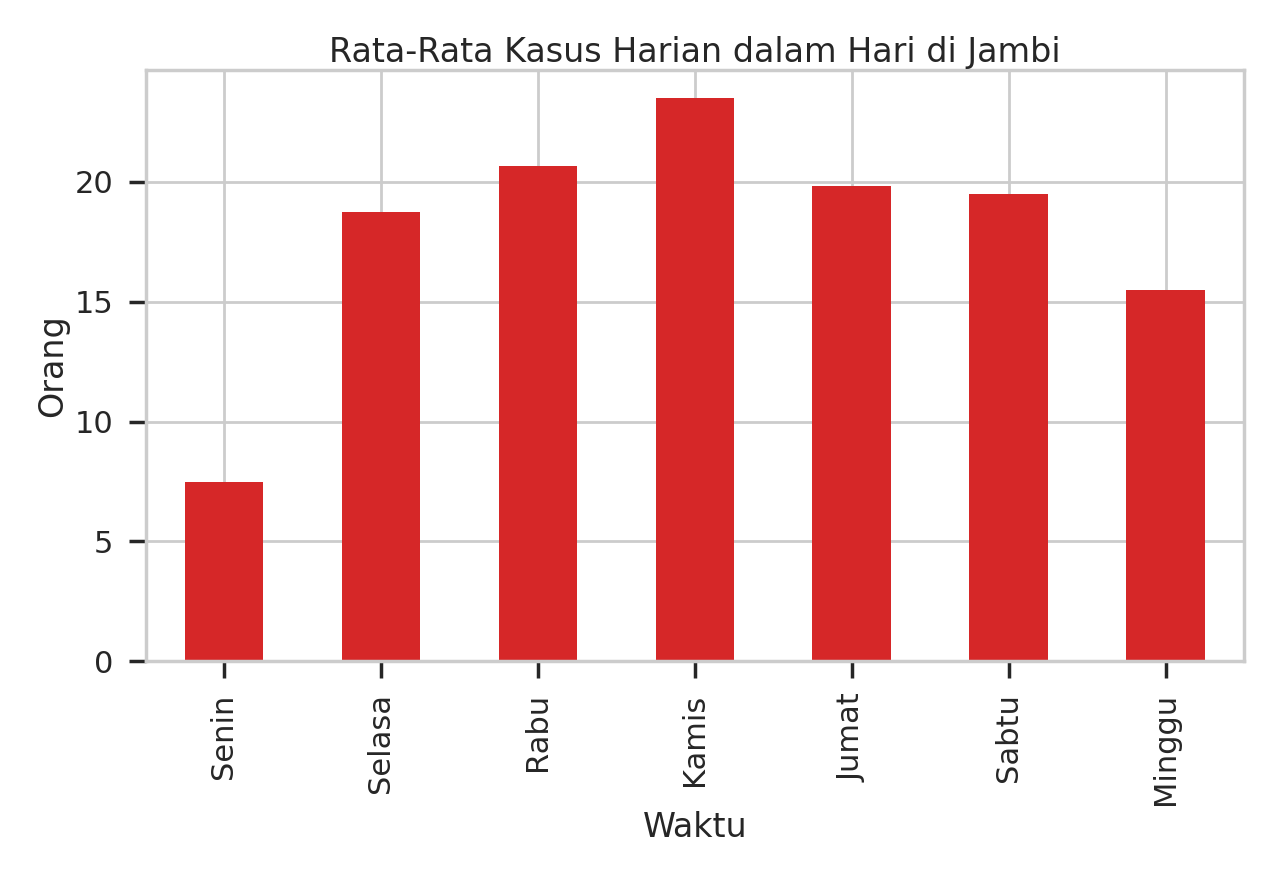 Rata-Rata Kasus Harian dalam Hari di Jambi
Orang
20
15
10
5
0
Senin
Selasa
Rabu
Kamis
Jumat
Sabtu
Minggu
Waktu